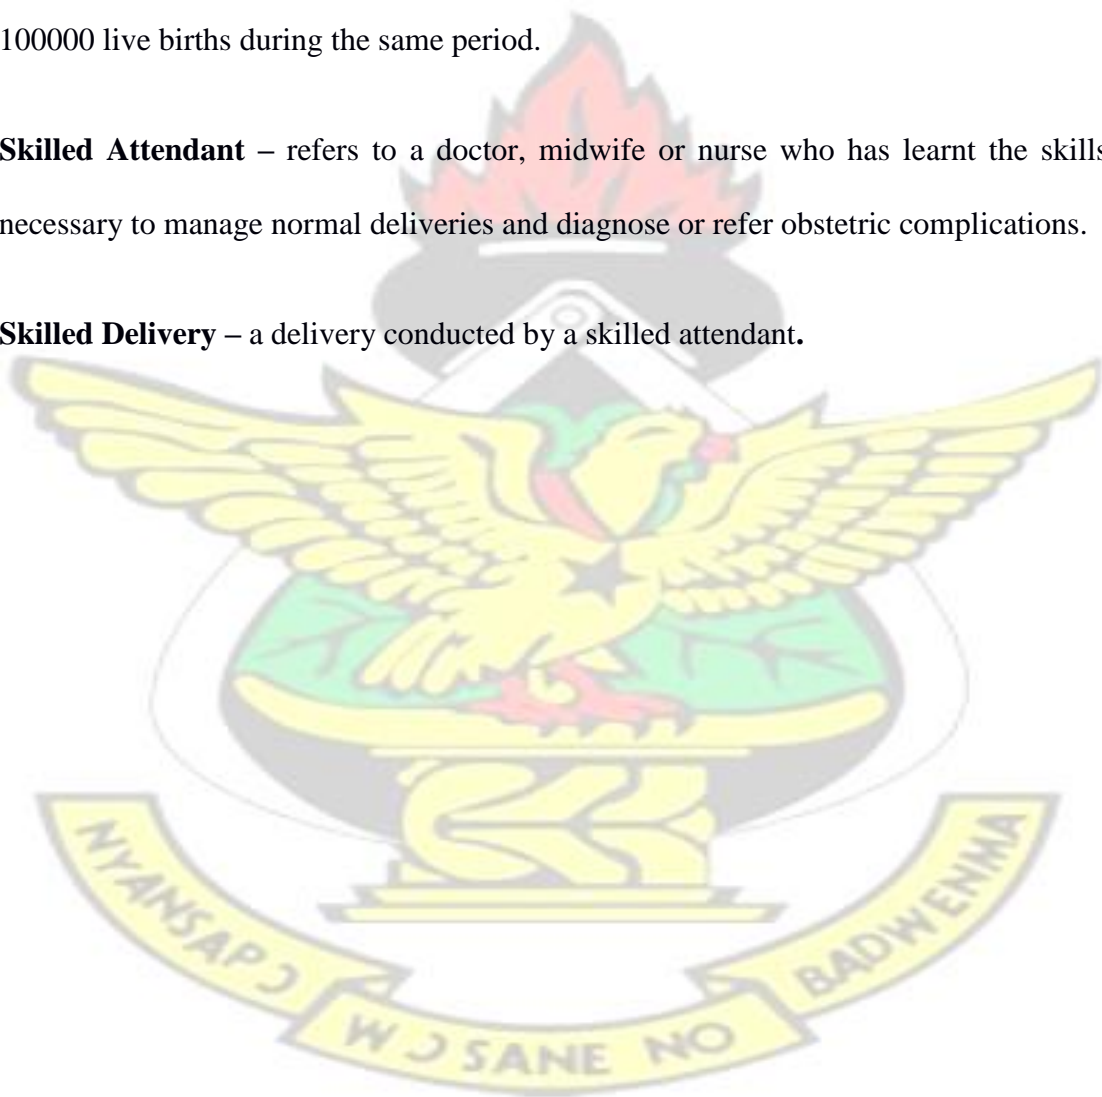 100000 live births during the same period.
Skilled Attendant – refers to a doctor, midwife or nurse who has learnt the skills
necessary to manage normal deliveries and diagnose or refer obstetric complications.
Skilled Delivery – a delivery conducted by a skilled attendant.
NYANSAPƆ
WƆSANE NO
BADWENMA